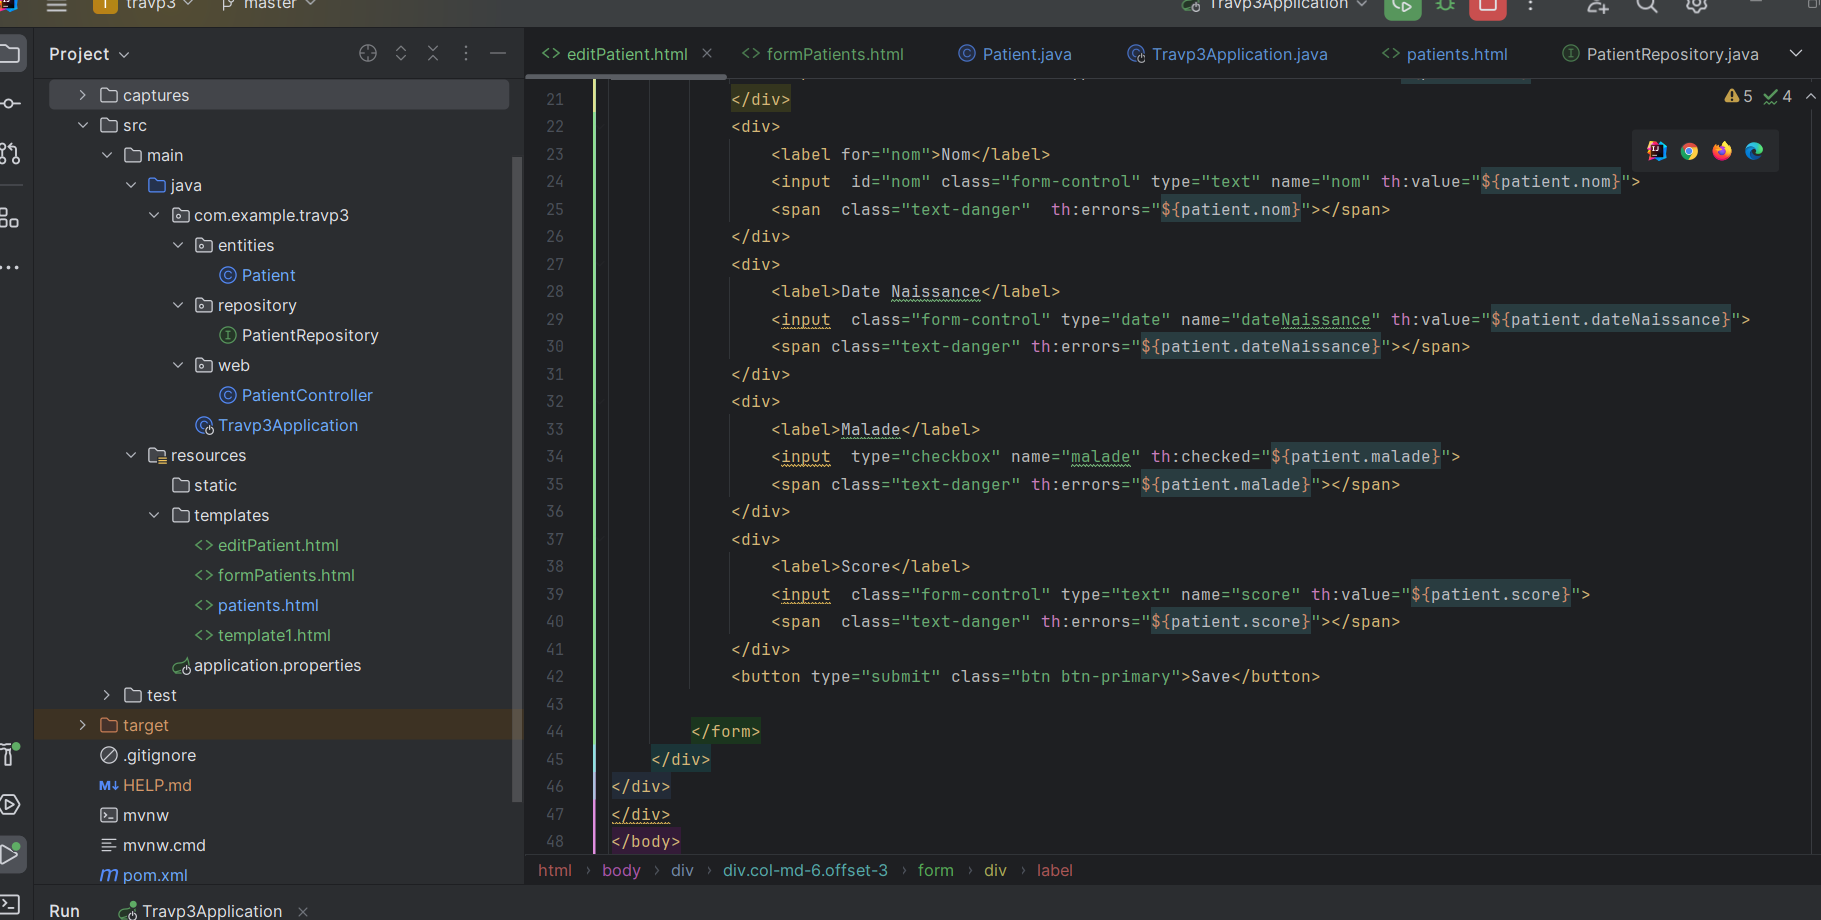 travp3
master
Travp3Application
Project
editPatient.html
formPatients.html
Patient.java
Travp3Application.java
patients.html
PatientRepository.java
captures
src
main
java
com.example.travp3
entities
Patient
repository
PatientRepository
web
PatientController
Travp3Application
resources
static
templates
editPatient.html
formPatients.html
patients.html
template1.html
application.properties
test
target
.gitignore
M↓ HELP.md
mvnw
mvnw.cmd
m pom.xml
5 4
21 </div>
22 <div>
23 <label for="nom">Nom</label>
24 <input  id="nom" class="form-control" type="text" name="nom" th:value="${patient.nom}">
25 <span  class="text-danger"  th:errors="${patient.nom}"></span>
26 </div>
27 <div>
28 <label>Date Naissance</label>
29 <input  class="form-control" type="date" name="dateNaissance" th:value="${patient.dateNaissance}">
30 <span class="text-danger" th:errors="${patient.dateNaissance}"></span>
31 </div>
32 <div>
33 <label>Malade</label>
34 <input  type="checkbox" name="malade" th:checked="${patient.malade}">
35 <span class="text-danger" th:errors="${patient.malade}"></span>
36 </div>
37 <div>
38 <label>Score</label>
39 <input  class="form-control" type="text" name="score" th:value="${patient.score}">
40 <span  class="text-danger" th:errors="${patient.score}"></span>
41 </div>
42 <button type="submit" class="btn btn-primary">Save</button>
43
44 </form>
45 </div>
46 </div>
47 </div>
48 </body>
html › body › div › div.col-md-6.offset-3 › form › div › label
Run Travp3Application